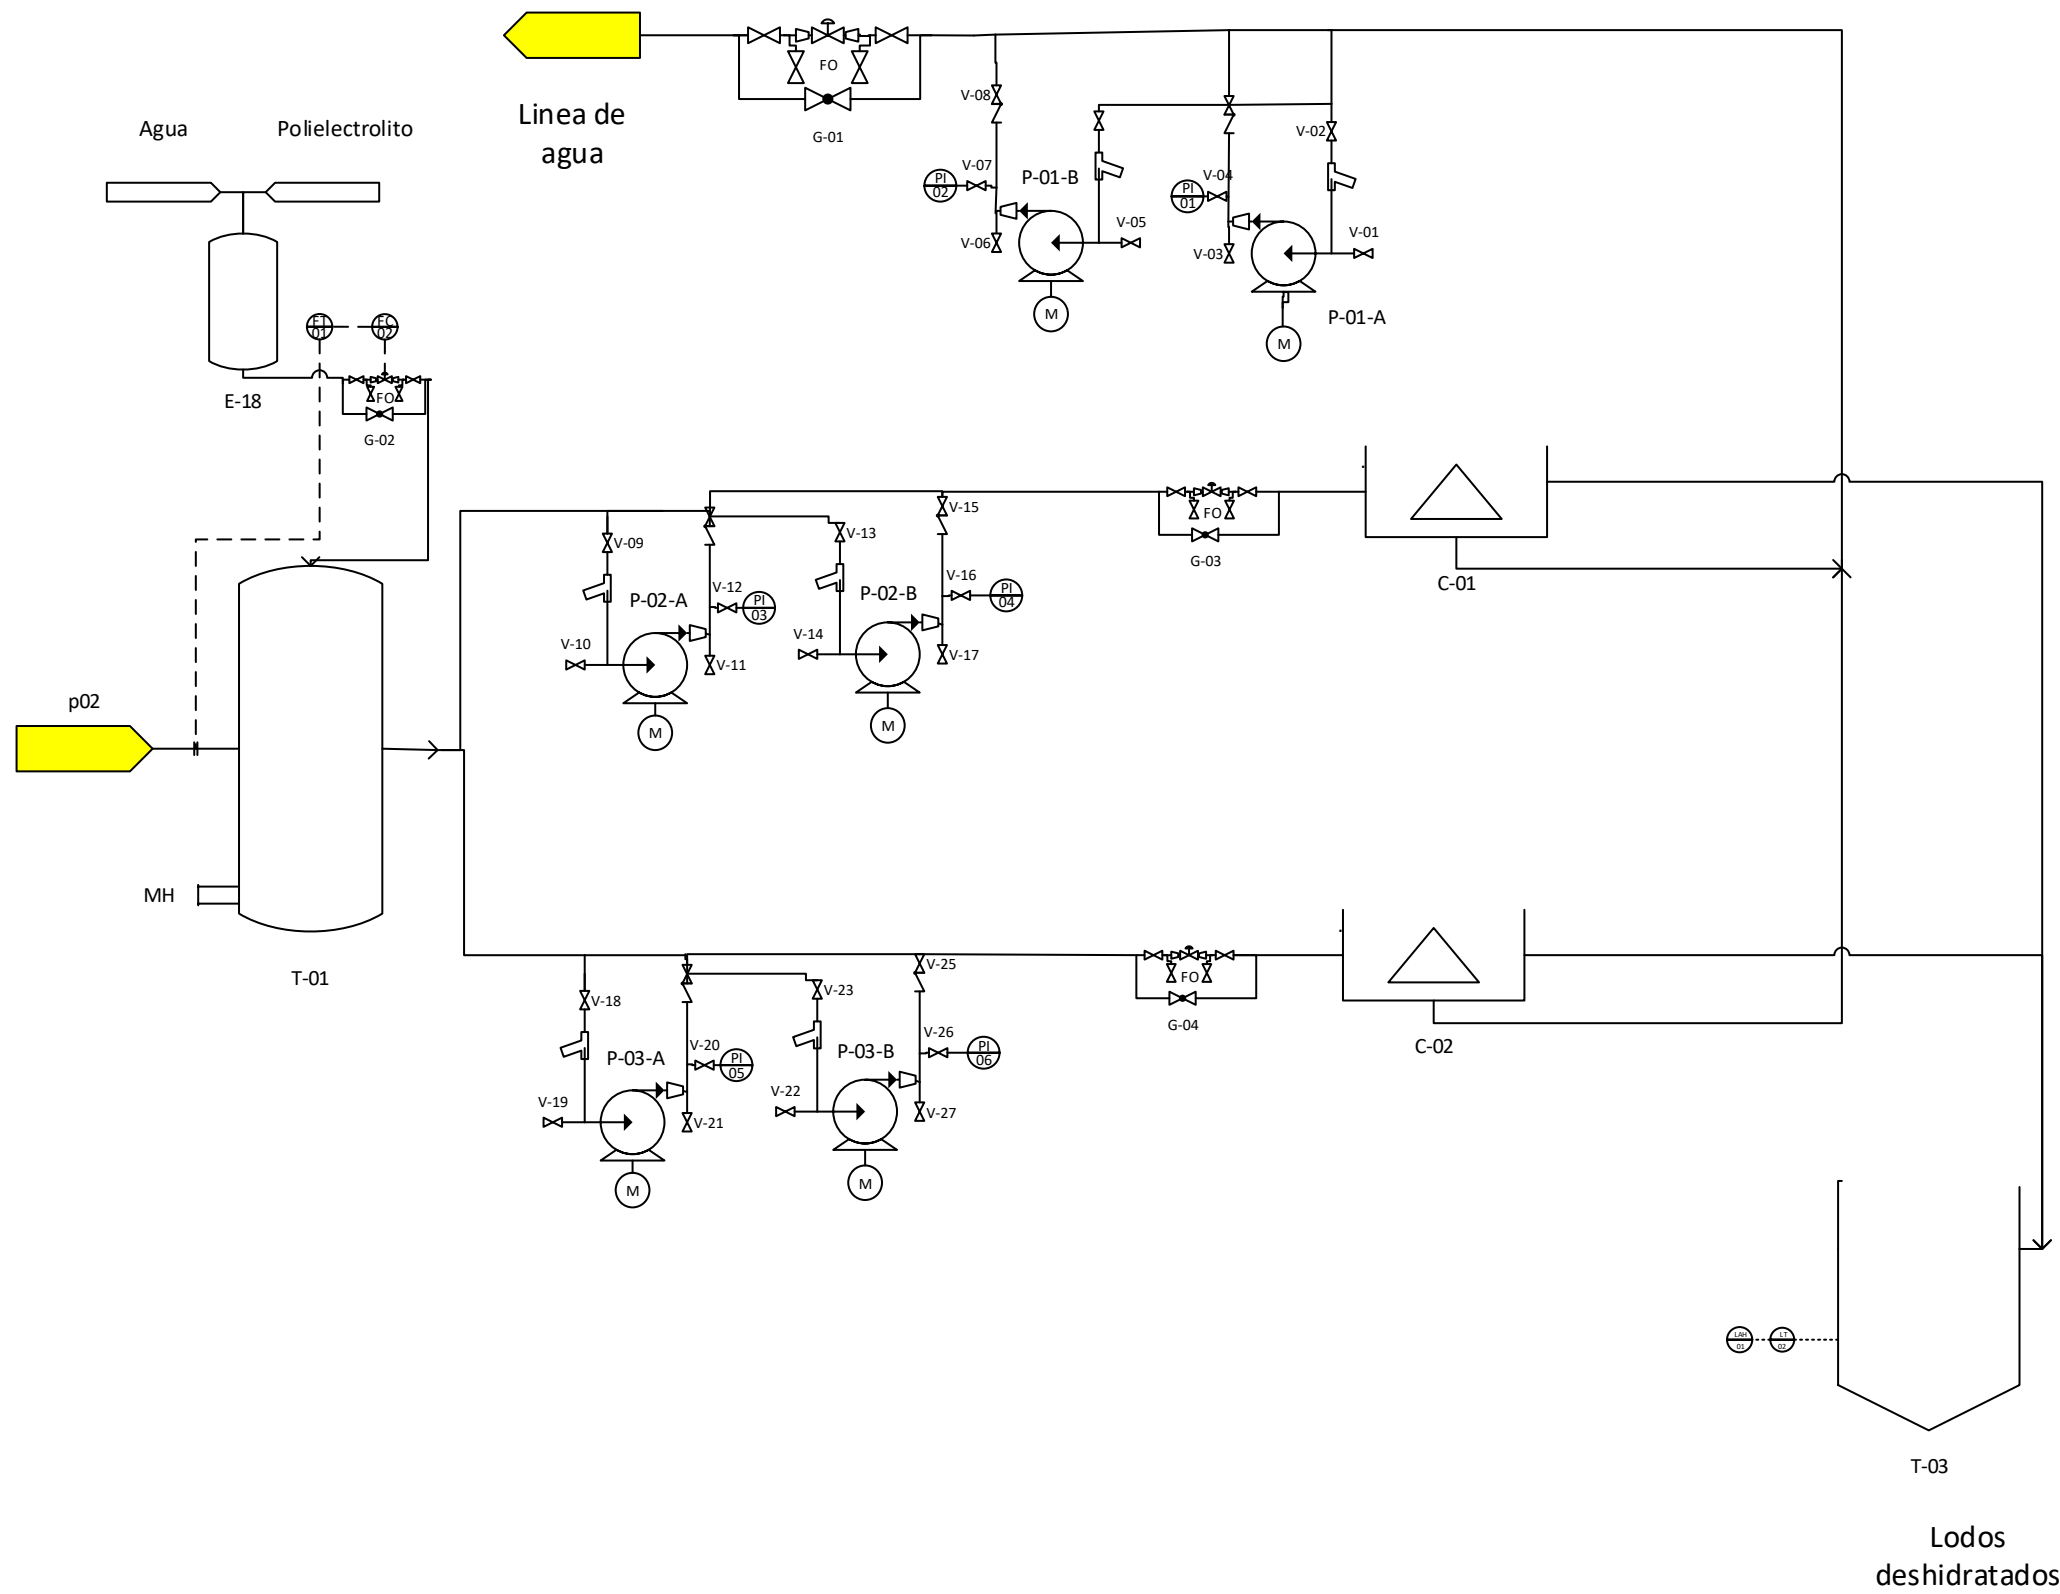 Linea de
agua
FO
G-01
Agua
Polielectrolito
V-08
V-02
V-07
PI
02
P-01-B
V-04
PI
01
V-06
V-05
V-03
V-01
M
P-01-A
M
FT
01
FC
02
E-18
FO
G-02
V-09
V-13
V-15
FO
G-03
C-01
P-02-A
V-12
PI
03
P-02-B
V-16
PI
04
V-10
V-11
V-14
V-17
M
M
p02
MH
T-01
V-18
V-23
V-25
FO
G-04
C-02
P-03-A
V-20
PI
05
P-03-B
V-26
PI
06
V-19
V-21
V-22
V-27
M
M
LAH
01
LT
02
T-03
Lodos
deshidratados